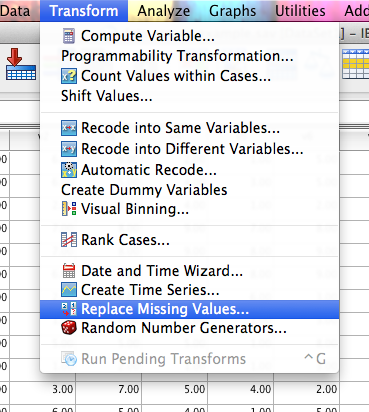 Data Transform Analyze Graphs Utilities Add
Compute Variable...
] - IE
Programmability Transformation...
Count Values within Cases...
Shift Values...
Recode into Same Variables...
Recode into Different Variables...
Automatic Recode...
Create Dummy Variables
Visual Binning...
Rank Cases...
Date and Time Wizard...
Create Time Series...
Replace Missing Values...
Random Number Generators...
Run Pending Transforms ^G
3.00 7.00 5.00 4.00 2.00